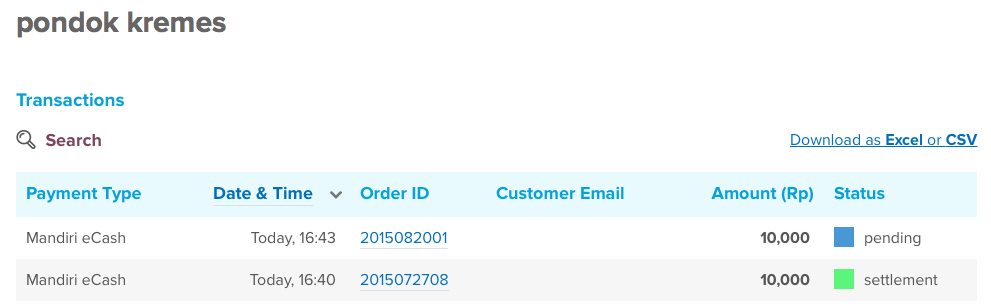 pondok kremes
Transactions
Search
Download as Excel or CSV
Payment Type Date & Time Order ID Customer Email Amount (Rp) Status
Mandiri eCash Today, 16:43 2015082001 10,000 pending
Mandiri eCash Today, 16:40 2015072708 10,000 settlement